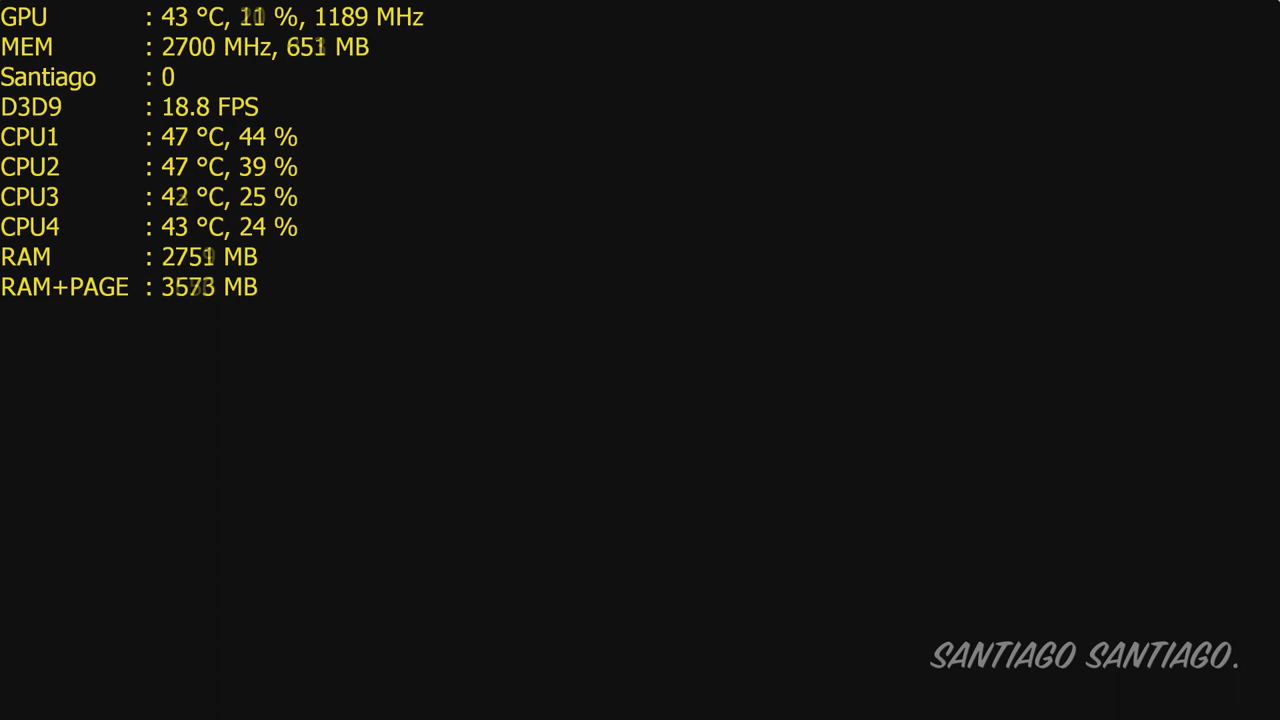 GPU : 43 °C, 11 %, 1189 MHz
MEM : 2700 MHz, 651 MB
Santiago : 0
D3D9 : 18.8 FPS
CPU1 : 47 °C, 44 %
CPU2 : 47 °C, 39 %
CPU3 : 42 °C, 25 %
CPU4 : 43 °C, 24 %
RAM : 2751 MB
RAM+PAGE : 3573 MB
SANTIAGO SANTIAGO.